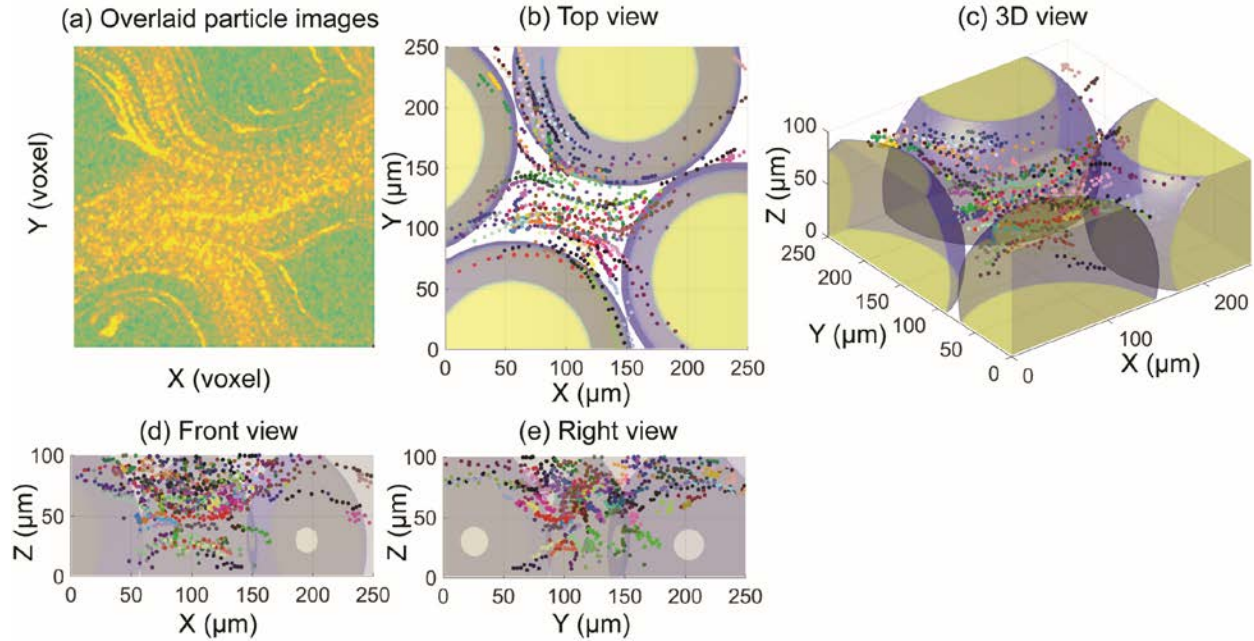 (a) Overlaid particle images
Y (voxel)
X (voxel)
(b) Top view
250
200
150
100
50
0
Y (µm)
0 50 100 150 200 250
X (µm)
(c) 3D view
100
50
0
Z (µm)
250
200
150
100
50
0
Y (µm)
0
100
200
X (µm)
(d) Front view
100
50
0
Z (µm)
0 50 100 150 200 250
X (µm)
(e) Right view
100
50
0
Z (µm)
0 50 100 150 200 250
Y (µm)